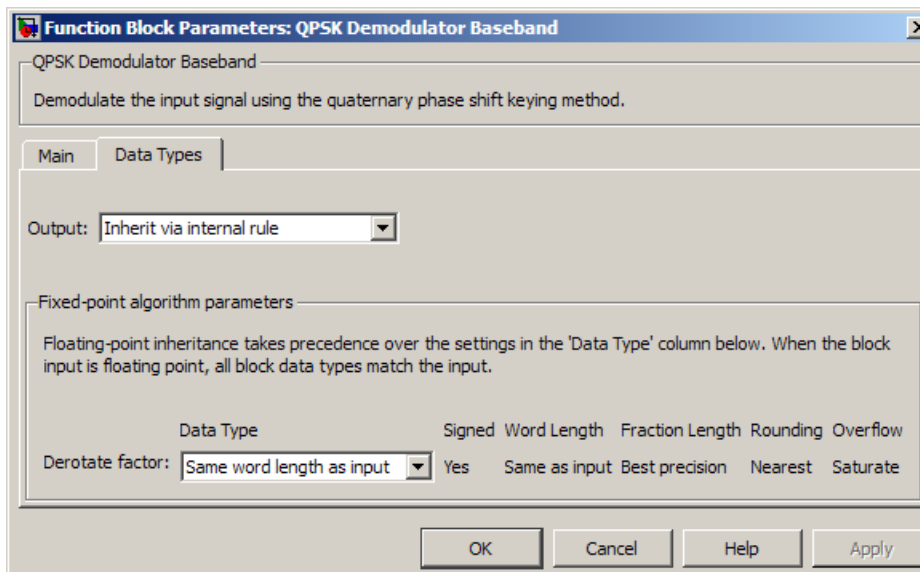 Function Block Parameters: QPSK Demodulator Baseband
QPSK Demodulator Baseband
Demodulate the input signal using the quaternary phase shift keying method.
Main Data Types
Output: Inherit via internal rule
Fixed-point algorithm parameters
Floating-point inheritance takes precedence over the settings in the 'Data Type' column below. When the block
input is floating point, all block data types match the input.
Data Type Signed Word Length Fraction Length Rounding Overflow
Derotate factor: Same word length as input Yes Same as input Best precision Nearest Saturate
OK Cancel Help Apply